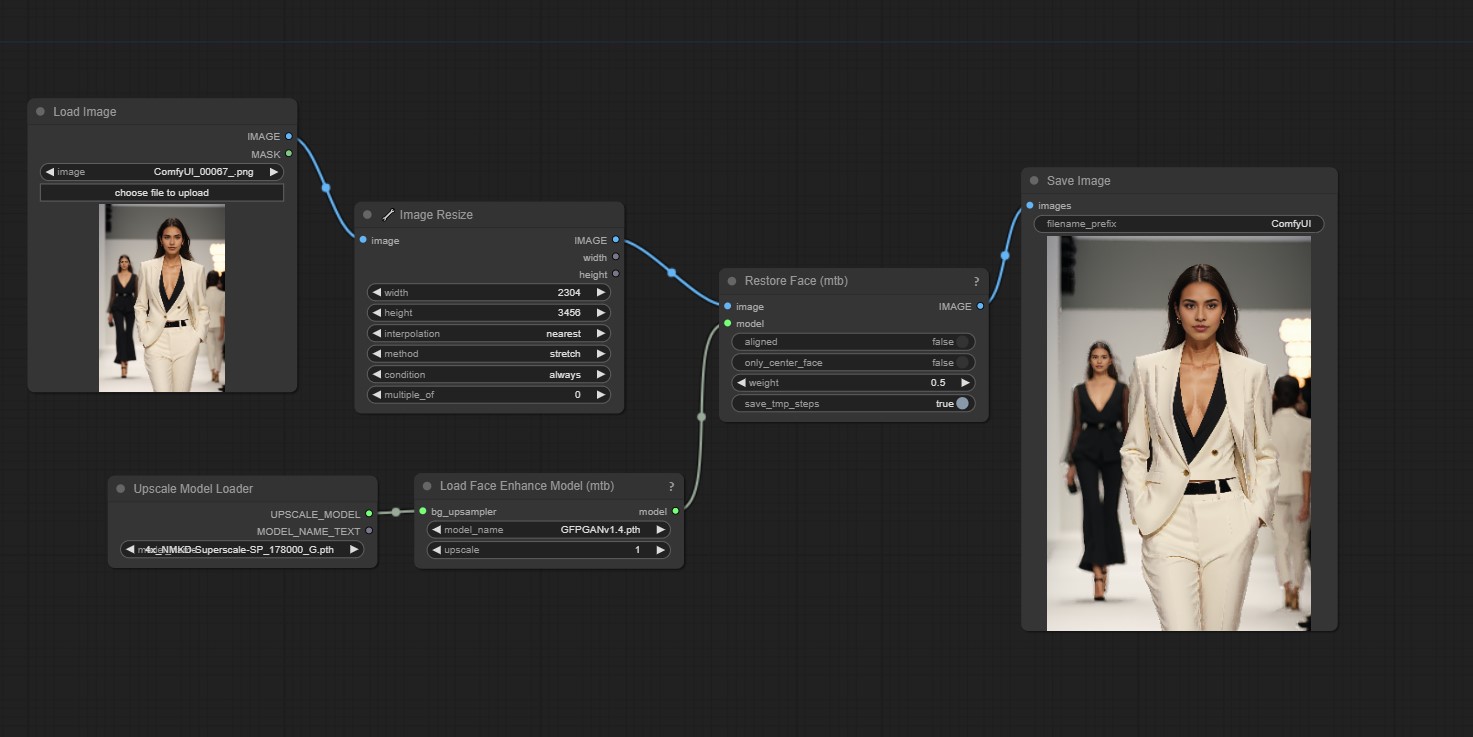 Load Image
IMAGE
MASK
image ComfyUI_00067_.png
choose file to upload
Image Resize
image IMAGE
width
height
width 2304
height 3456
interpolation nearest
method stretch
condition always
multiple_of 0
Upscale Model Loader
UPSCALE_MODEL
MODEL_NAME_TEXT
4x_NMKD-Superscale-SP_178000_G.pth
Load Face Enhance Model (mtb) ?
bg_upsampler model
model_name GFPGANv1.4.pth
upscale 1
Restore Face (mtb) ?
image IMAGE
model
aligned false
only_center_face false
weight 0.5
save_tmp_steps true
Save Image
images
filename_prefix ComfyUI